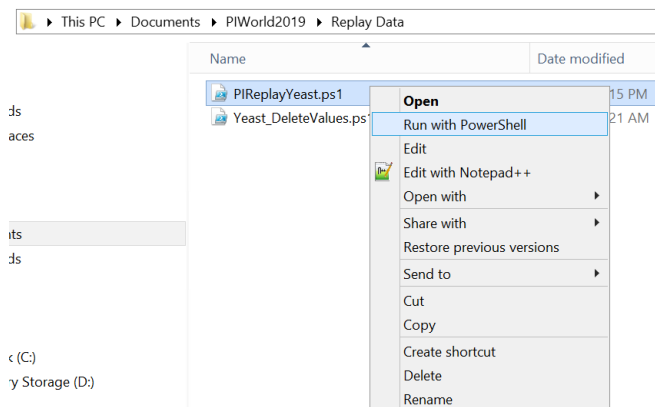 This PC Documents PIWorld2019 Replay Data
Name Date modified
PIReplayYeast.ps1 15 PM
Yeast_DeleteValues.ps1 21 AM
Open
Run with PowerShell
Edit
Edit with Notepad++
Open with
Share with
Restore previous versions
Send to
Cut
Copy
Create shortcut
Delete
Rename
ds
aces
nts
ds
k (C:)
ry Storage (D:)